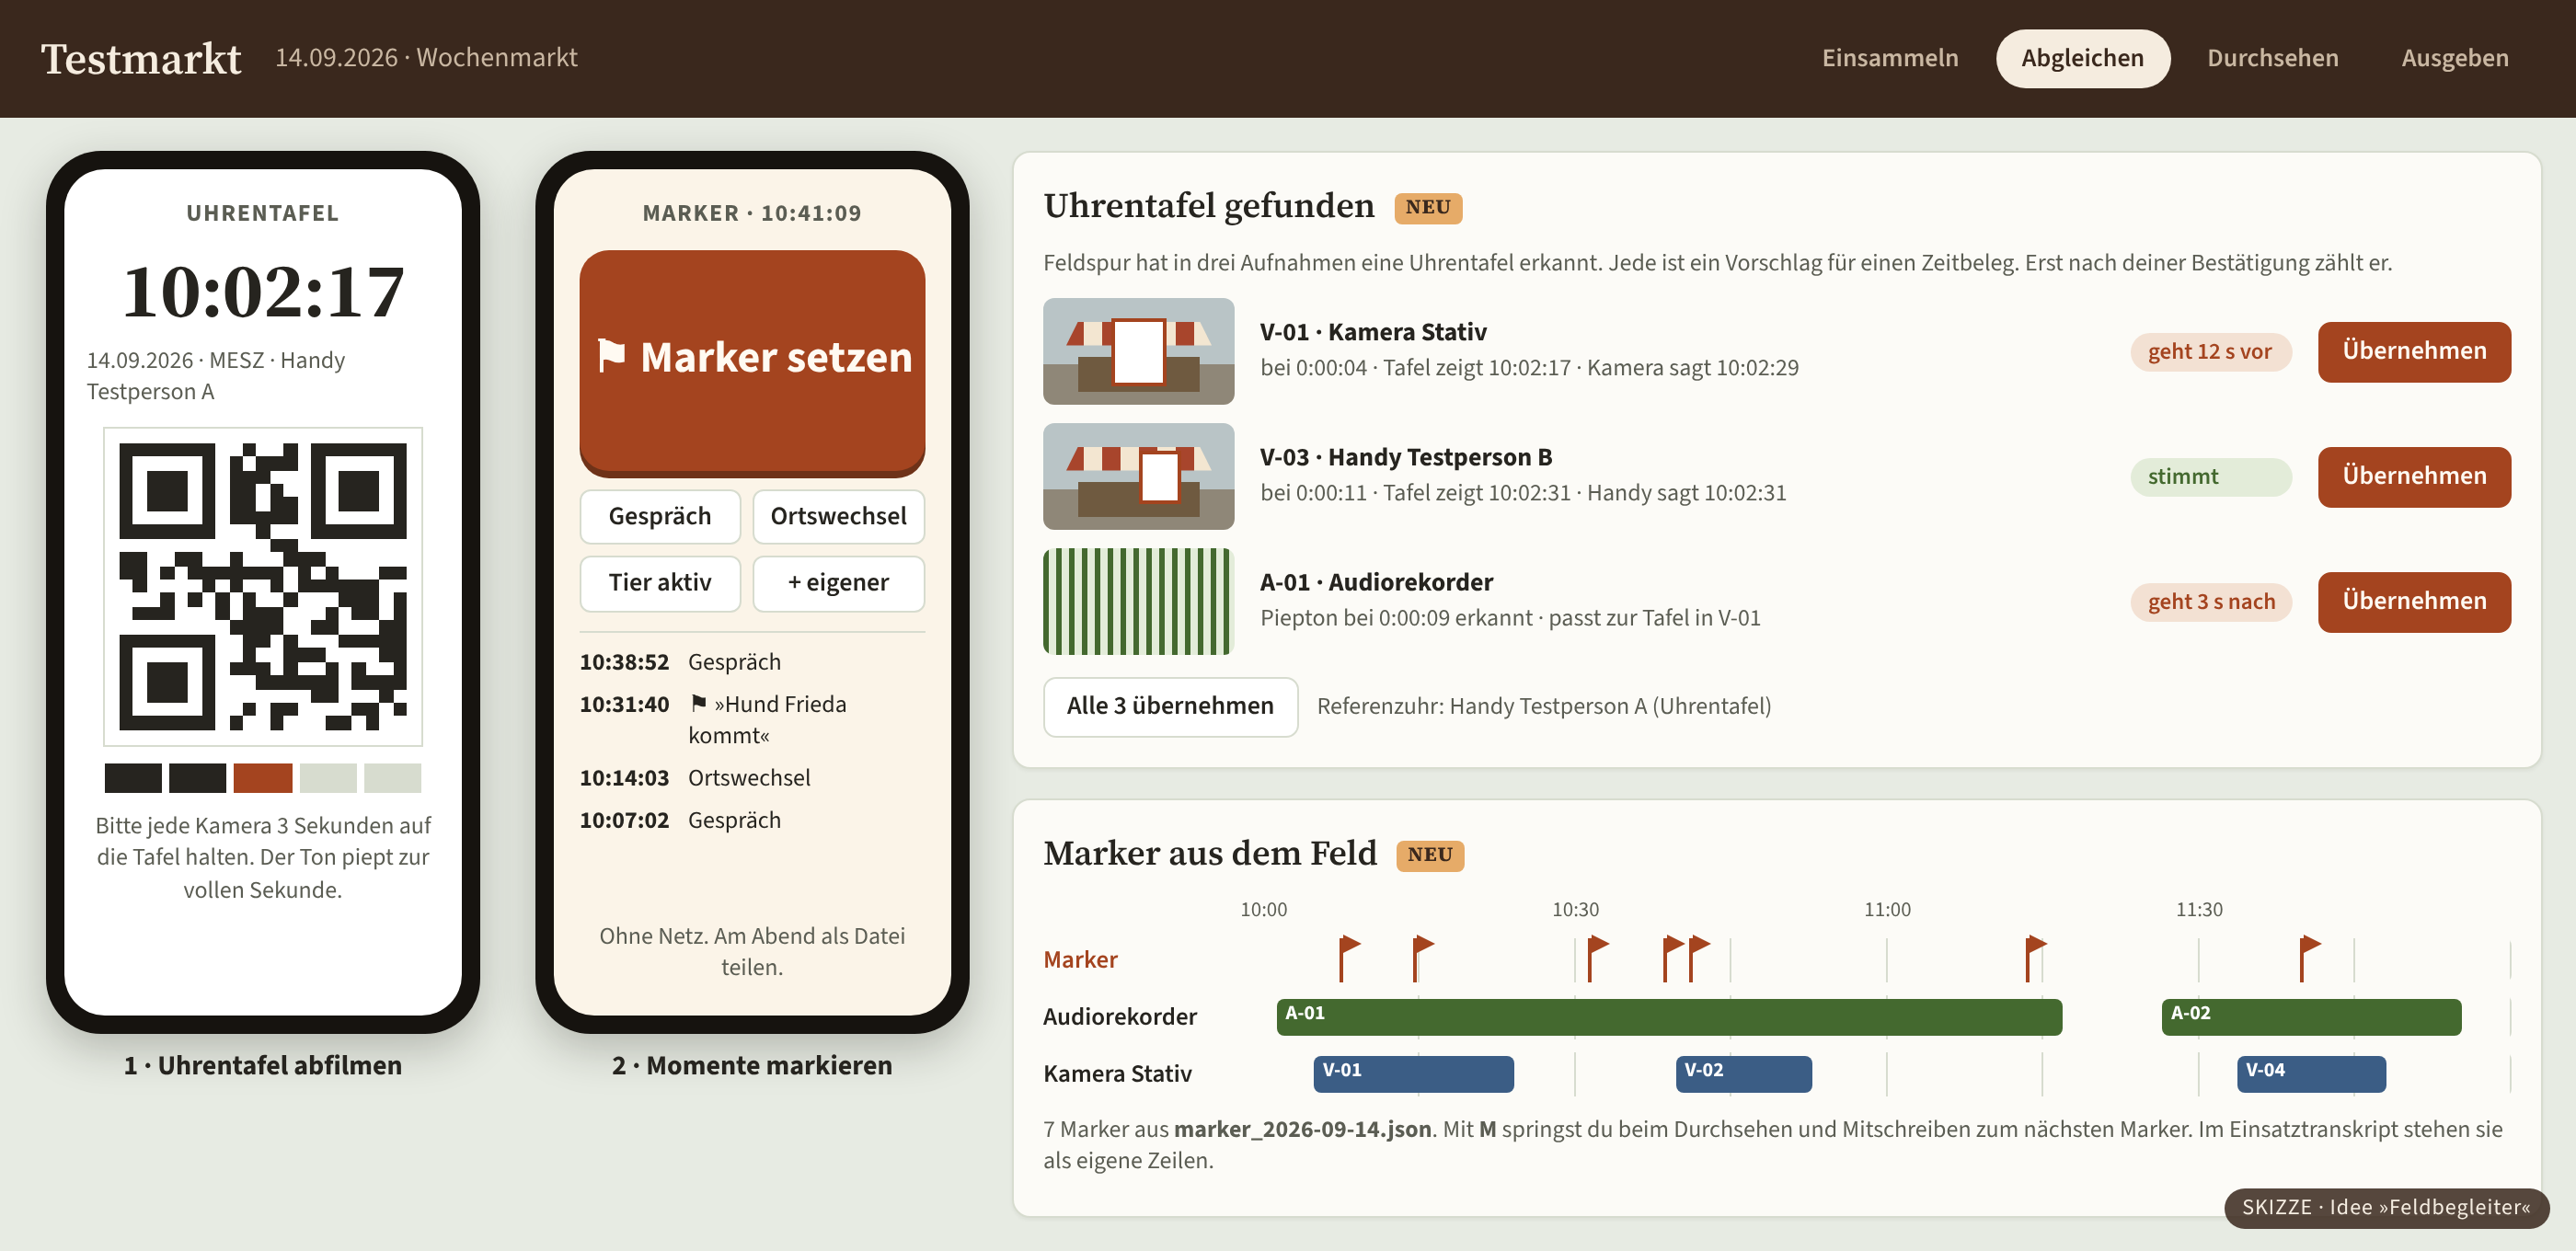 Testmarkt
14.09.2026 · Wochenmarkt
Einsammeln
Abgleichen
Durchsehen
Ausgeben
UHRENTAFEL
10:02:17
14.09.2026 · MESZ · Handy
Testperson A
Bitte jede Kamera 3 Sekunden auf
die Tafel halten. Der Ton piept zur
vollen Sekunde.
1 · Uhrentafel abfilmen
MARKER · 10:41:09
⚑ Marker setzen
Gespräch
Ortswechsel
Tier aktiv
+ eigener
10:38:52 Gespräch
10:31:40 ⚑ »Hund Frieda
kommt«
10:14:03 Ortswechsel
10:07:02 Gespräch
Ohne Netz. Am Abend als Datei
teilen.
2 · Momente markieren
Uhrentafel gefunden NEU
Feldspur hat in drei Aufnahmen eine Uhrentafel erkannt. Jede ist ein Vorschlag für einen Zeitbeleg. Erst nach deiner Bestätigung zählt er.
V-01 · Kamera Stativ
bei 0:00:04 · Tafel zeigt 10:02:17 · Kamera sagt 10:02:29
geht 12 s vor
Übernehmen
V-03 · Handy Testperson B
bei 0:00:11 · Tafel zeigt 10:02:31 · Handy sagt 10:02:31
stimmt
Übernehmen
A-01 · Audiorekorder
Piepton bei 0:00:09 erkannt · passt zur Tafel in V-01
geht 3 s nach
Übernehmen
Alle 3 übernehmen
Referenzuhr: Handy Testperson A (Uhrentafel)
Marker aus dem Feld NEU
10:00 10:30 11:00 11:30
Marker
Audiorekorder
A-01
A-02
Kamera Stativ
V-01
V-02
V-04
7 Marker aus marker_2026-09-14.json. Mit M springst du beim Durchsehen und Mitschreiben zum nächsten Marker. Im Einsatztranskript stehen sie
als eigene Zeilen.
SKIZZE · Idee »Feldbegleiter«